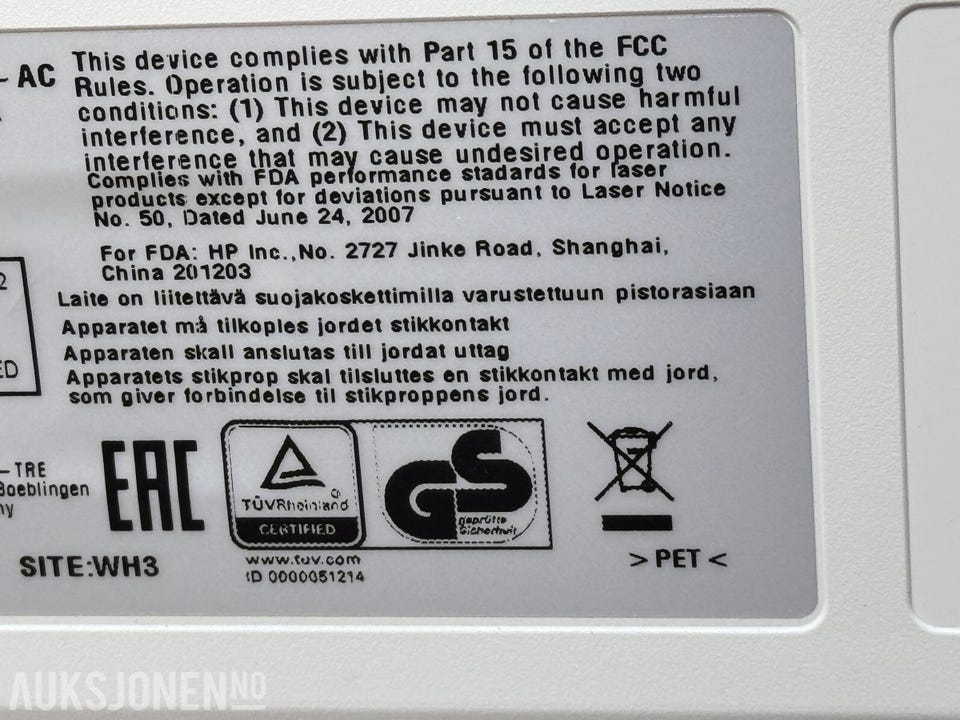 This device complies with Part 15 of the FCC
– AC
Rules. Operation is subject to the following two
conditions: (1) This device may not cause harmful
interference, and (2) This device must accept any
interference that may cause undesired operation.
Complies with FDA performance stadards for laser
products except for deviations pursuant to Laser Notice
No. 50, Dated June 24, 2007
For FDA: HP Inc.,No. 2727 Jinke Road, Shanghai,
China 201203
2
Laite on liitettävä suojakoskettimilla varustettuun pistorasiaan
Apparatet må tilkoples jordet stikkontakt
Apparaten skall anslutas till jordat uttag
ED
Apparatets stikprop skal tilsluttes en stikkontakt med jord,
som giver forbindelse til stikproppens jord.
– TRE
Boeblingen
ny
EAC
TÜVRheinland
CERTIFIED
GS
geprüfte
Sicherheit
www.tuv.com
ID 0000051214
SITE:WH3
> PET <
AUKSJONEN NO